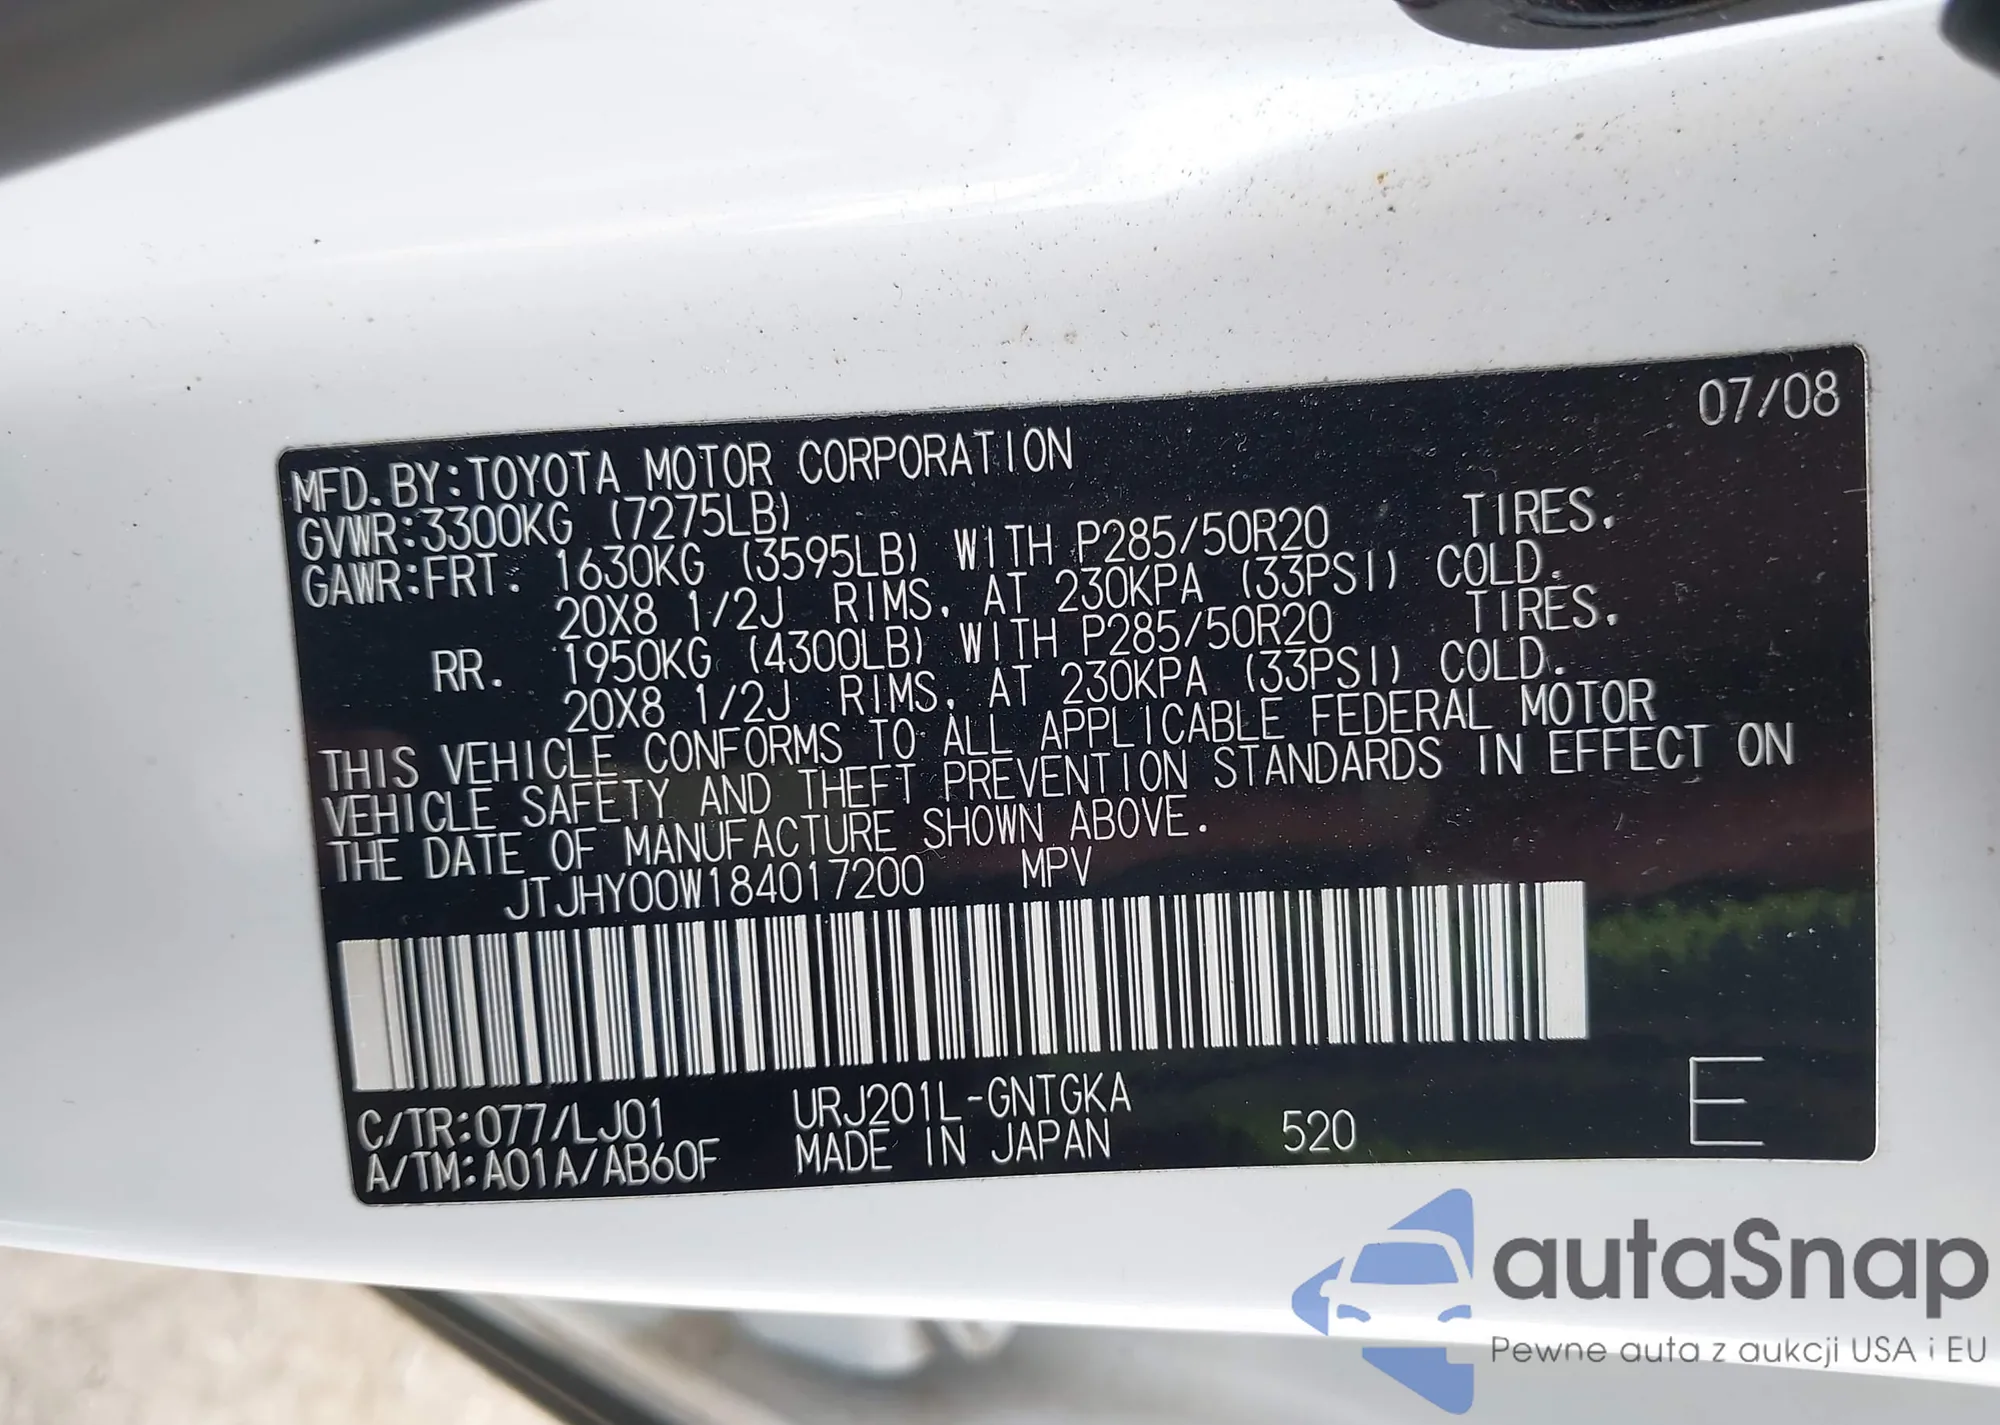 07/08
MFD. BY:TOYOTA MOTOR CORPORATION
GVWR:3300KG (7275LB)
GAWR:FRT. 1630KG (3595LB) WITH P285/50R20 TIRES.
20X8 1/2J RIMS, AT 230KPA (33PSI) COLD.
RR. 1950KG (4300LB) WITH P285/50R20 TIRES.
20X8 1/2J RIMS, AT 230KPA (33PSI) COLD.
THIS VEHICLE CONFORMS TO ALL APPLICABLE FEDERAL MOTOR
VEHICLE SAFETY AND THEFT PREVENTION STANDARDS IN EFFECT ON
THE DATE OF MANUFACTURE SHOWN ABOVE.
JTJHY00W184017200 MPV
C/TR:077/LJ01 URJ201L-GNTGKA
A/TM:A01A/AB60F MADE IN JAPAN 520 E
autaSnap
Pewne auta z aukcji USA i EU